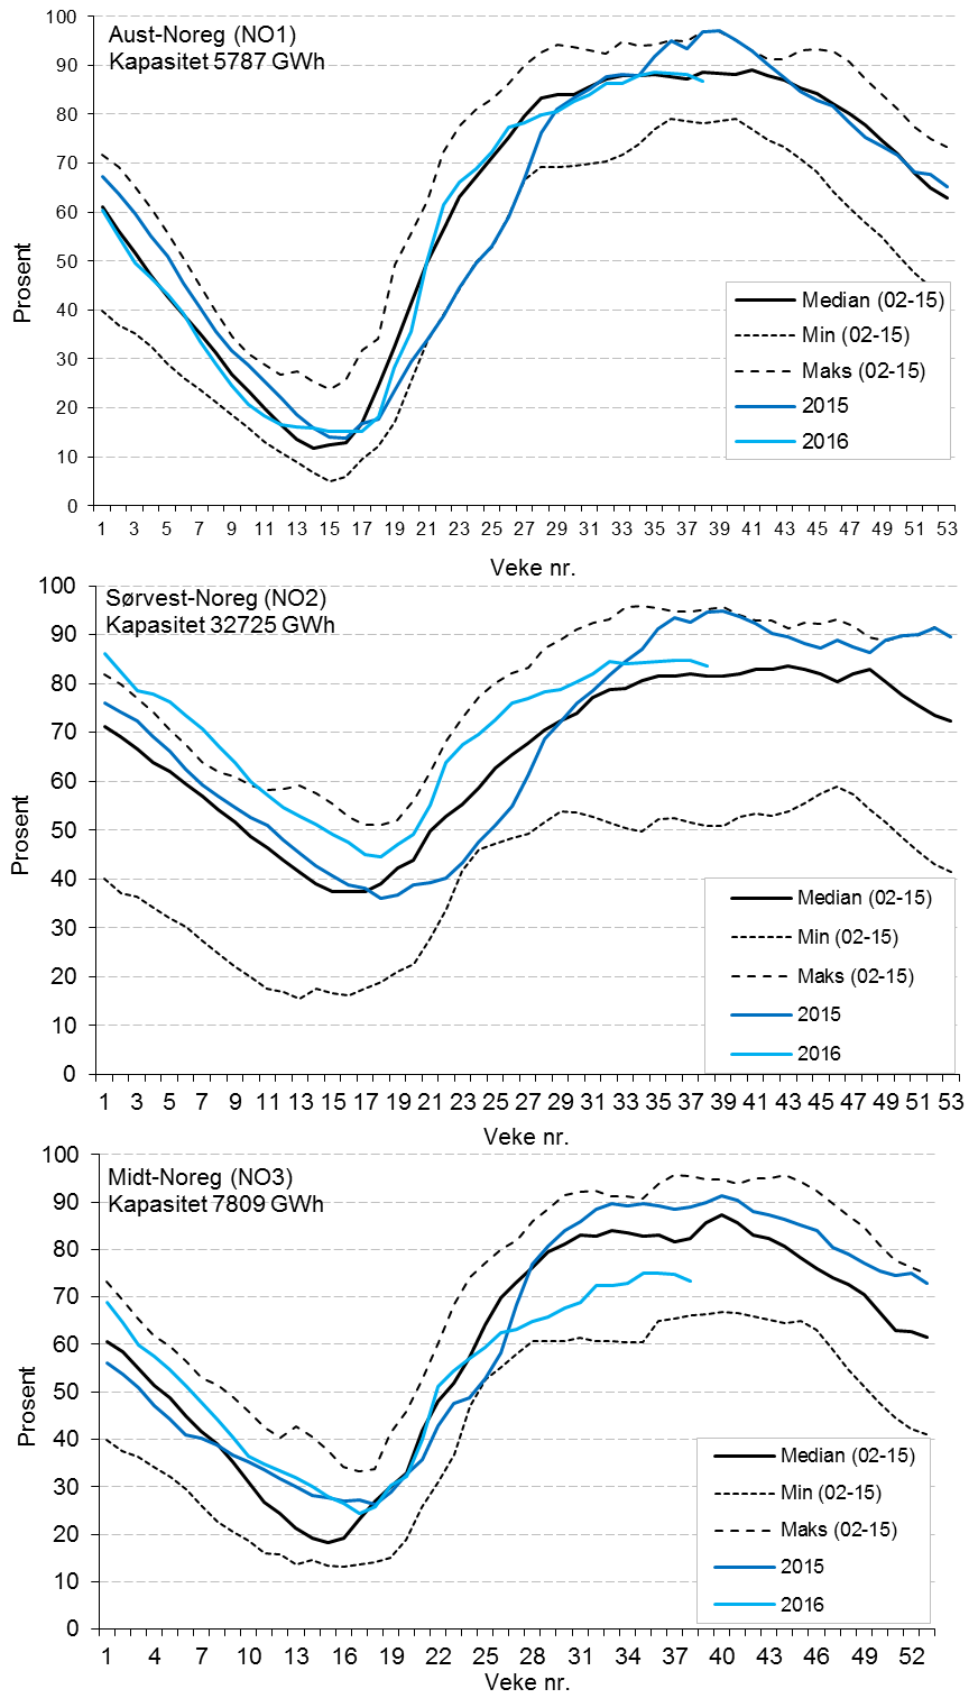 Aust-Noreg (NO1)
Kapasitet 5787 GWh
100
90
80
70
60
50
40
30
20
10
0
Prosent
1 3 5 7 9 11 13 15 17 19 21 23 25 27 29 31 33 35 37 39 41 43 45 47 49 51 53
Veke nr.
Median (02-15)
Min (02-15)
Maks (02-15)
2015
2016
Sørvest-Noreg (NO2)
Kapasitet 32725 GWh
100
90
80
70
60
50
40
30
20
10
0
Prosent
1 3 5 7 9 11 13 15 17 19 21 23 25 27 29 31 33 35 37 39 41 43 45 47 49 51 53
Veke nr.
Median (02-15)
Min (02-15)
Maks (02-15)
2015
2016
Midt-Noreg (NO3)
Kapasitet 7809 GWh
100
90
80
70
60
50
40
30
20
10
0
Prosent
1 4 7 10 13 16 19 22 25 28 31 34 37 40 43 46 49 52
Veke nr.
Median (02-15)
Min (02-15)
Maks (02-15)
2015
2016